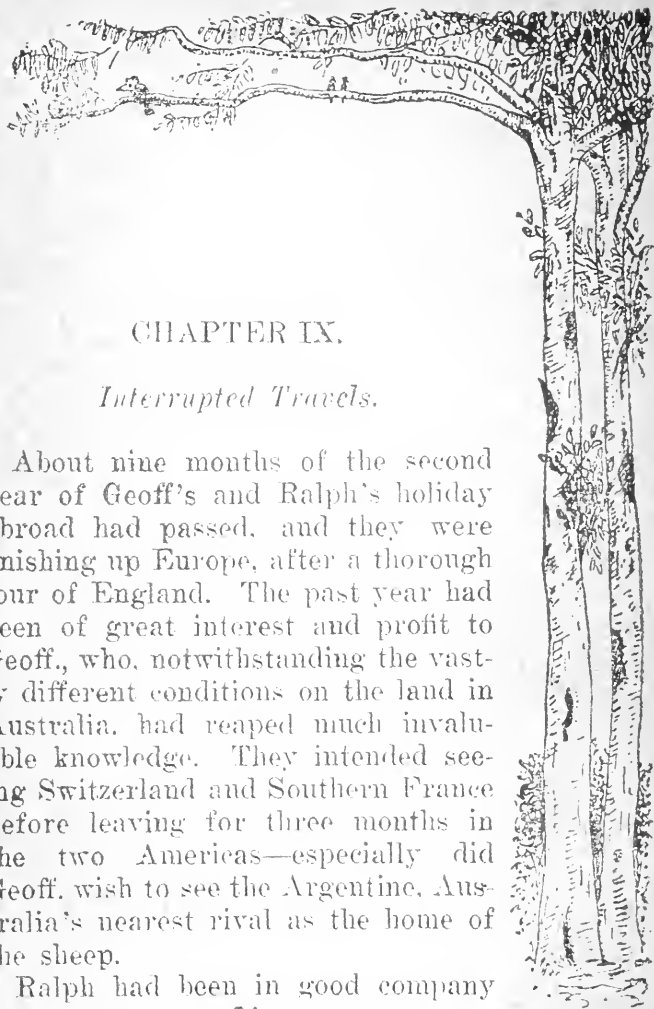 CHAPTER IX.
Interrupted Travels.
About nine months of the second
ear of Geoff's and Ralph's holiday
broad had passed, and they were
nishing up Europe, after a thorough
our of England. The past year had
een of great interest and profit to
eoff., who, notwithstanding the vast-
y different conditions on the land in
ustralia, had reaped much invalu-
ble knowledge. They intended see-
ng Switzerland and Southern France
efore leaving for three months in
he two Americas—especially did
eoff. wish to see the Argentine, Aus-
ralia's nearest rival as the home of
he sheep.
Ralph had been in good company